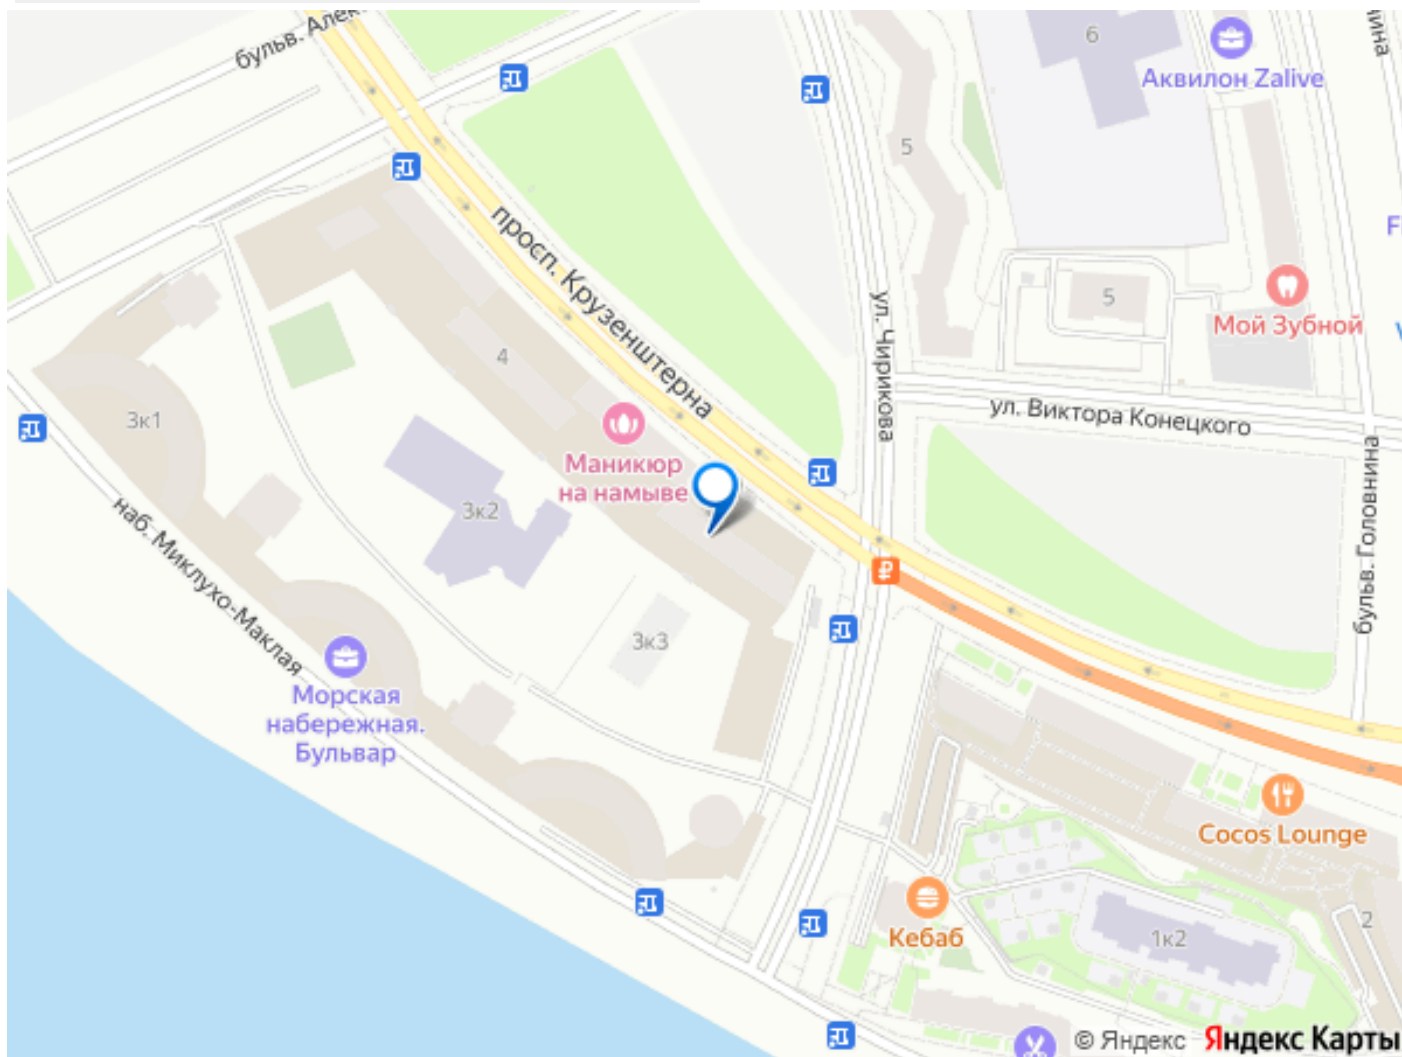 бульв. Алек
6
Аквилон Zalive
5
просп. Крузенштерна
ул. Чирикова
5
Мой Зубной
4
ул. Виктора Конецкого
3к1
Маникюр
на намыве
3к2
наб. Миклухо-Маклая
бульв. Головнина
3к3
Морская
набережная.
Бульвар
Cocos Lounge
Кебаб
1к2
2
© Яндекс Яндекс Карты